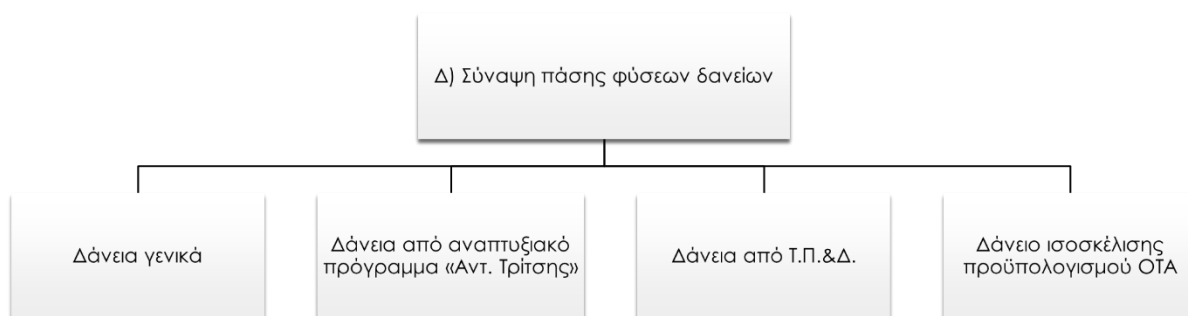 Δ) Σύναψη πάσης φύσεων δανείων
Δάνεια γενικά
Δάνεια από αναπτυξιακό
πρόγραμμα «Αντ. Τρίτσης»
Δάνεια από Τ.Π.&Δ.
Δάνειο ισοσκέλισης
προϋπολογισμού ΟΤΑ